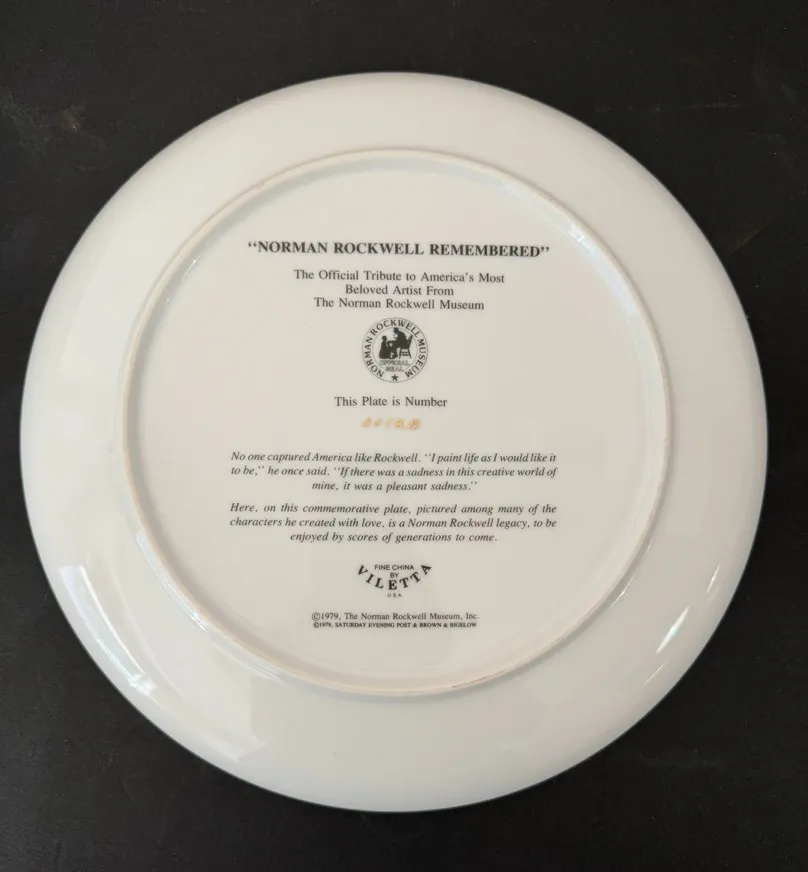 “NORMAN ROCKWELL REMEMBERED”
The Official Tribute to America's Most
Beloved Artist From
The Norman Rockwell Museum
NORMAN ROCKWELL MUSEUM
OFFICIAL
SEAL
This Plate is Number
No one captured America like Rockwell. “I paint life as I would like it
to be,” he once said. “If there was a sadness in this creative world of
mine, it was a pleasant sadness.”
Here, on this commemorative plate, pictured among many of the
characters he created with love, is a Norman Rockwell legacy, to be
enjoyed by scores of generations to come.
FINE CHINA
BY
VILETTA
USA
©1979, The Norman Rockwell Museum, Inc.
©1979, SATURDAY EVENING POST & BROWN & BIGELOW